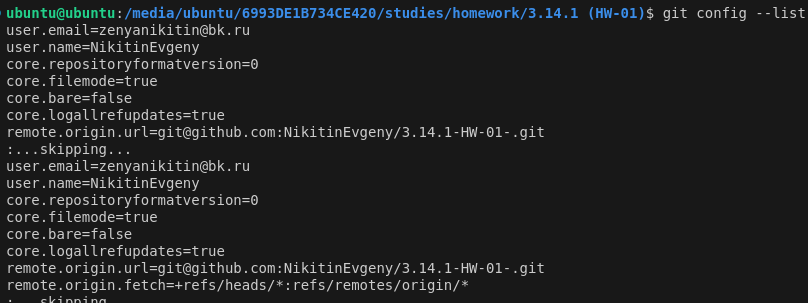 ubuntu@ubuntu:/media/ubuntu/6993DE1B734CE420/studies/homework/3.14.1 (HW-01)$ git config --list
user.email=zenyanikitin@bk.ru
user.name=NikitinEvgeny
core.repositoryformatversion=0
core.filemode=true
core.bare=false
core.logallrefupdates=true
remote.origin.url=git@github.com:NikitinEvgeny/3.14.1-HW-01-.git
:...skipping...
user.email=zenyanikitin@bk.ru
user.name=NikitinEvgeny
core.repositoryformatversion=0
core.filemode=true
core.bare=false
core.logallrefupdates=true
remote.origin.url=git@github.com:NikitinEvgeny/3.14.1-HW-01-.git
remote.origin.fetch=+refs/heads/*:refs/remotes/origin/*
:...skipping